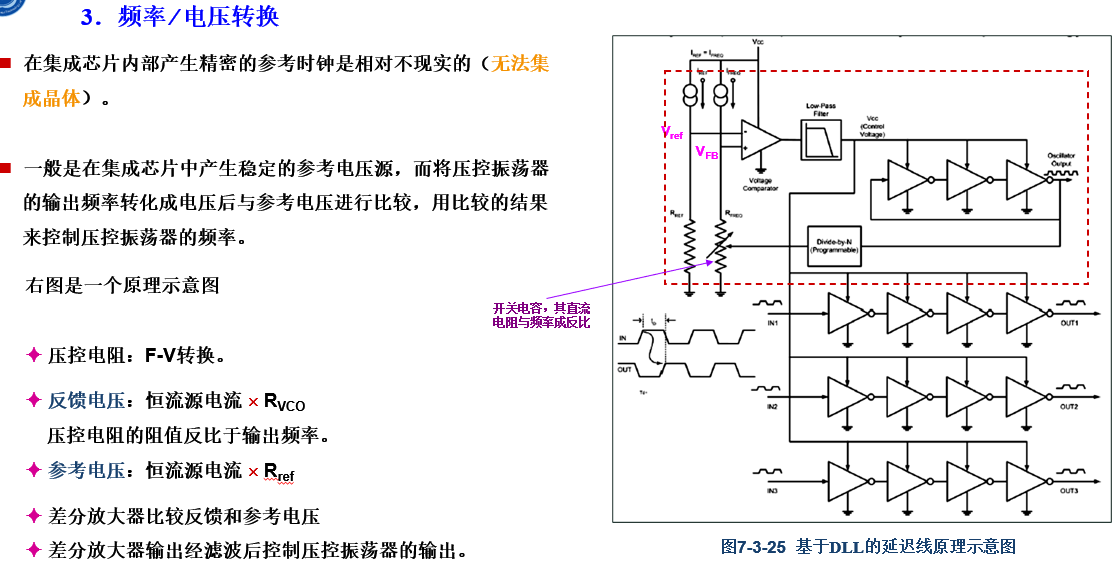 3. 频率/电压转换
在集成芯片内部产生精密的参考时钟是相对不现实的（无法集
成晶体）。
一般是在集成芯片中产生稳定的参考电压源，而将压控振荡器
的输出频率转化成电压后与参考电压进行比较，用比较的结果
来控制压控振荡器的频率。
右图是一个原理示意图
压控电阻：F-V转换。
反馈电压：恒流源电流 × RVCO
压控电阻的阻值反比于输出频率。
参考电压：恒流源电流 × Rref
差分放大器比较反馈和参考电压
差分放大器输出经滤波后控制压控振荡器的输出。
Vcc
IREF = IFREQ
IREF
IFREQ
Low-Pass
Filter
Vcc
(Control
Voltage)
Vref
VFB
-
+
Voltage
Comparator
Oscillator
Output
RREF
RFREQ
Divide-by-N
(Programmable)
开关电容，其直流
电阻与频率成反比
IN
OUT
tD
IN1
OUT1
IN2
OUT2
IN3
OUT3
图7-3-25 基于DLL的延迟线原理示意图